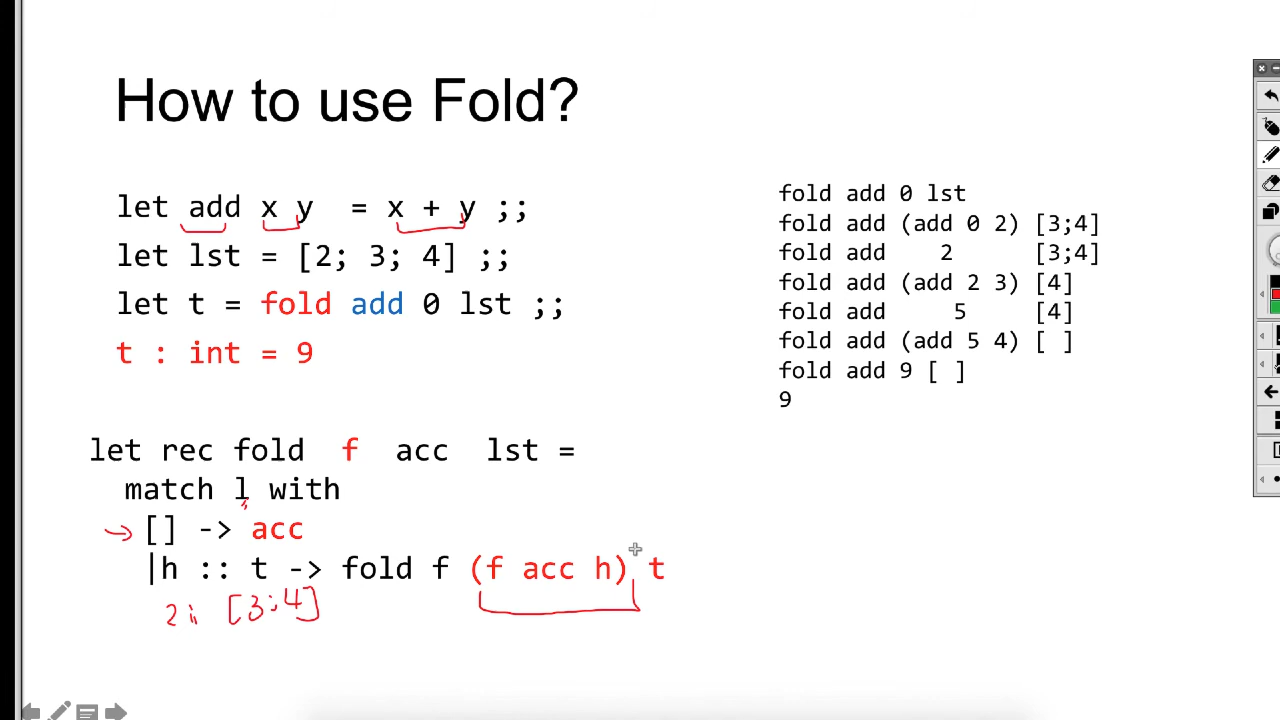 How to use Fold?
let add x y = x + y ;;
let lst = [2; 3; 4] ;;
let t = fold add 0 lst ;;
t : int = 9
let rec fold f acc lst =
match l with
[] -> acc
|h :: t -> fold f (f acc h) t
2:: [3;4]
fold add 0 lst
fold add (add 0 2) [3;4]
fold add 2 [3;4]
fold add (add 2 3) [4]
fold add 5 [4]
fold add (add 5 4) [ ]
fold add 9 [ ]
9